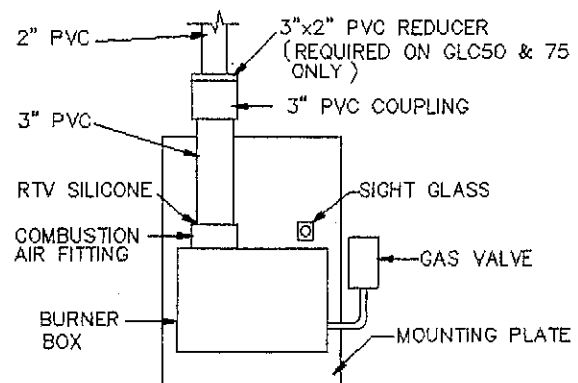 2" PVC
3"x2" PVC REDUCER
(REQUIRED ON GLC50 & 75
ONLY)
3" PVC COUPLING
3" PVC
RTV SILICONE
SIGHT GLASS
COMBUSTION
AIR FITTING
GAS VALVE
BURNER
BOX
MOUNTING PLATE